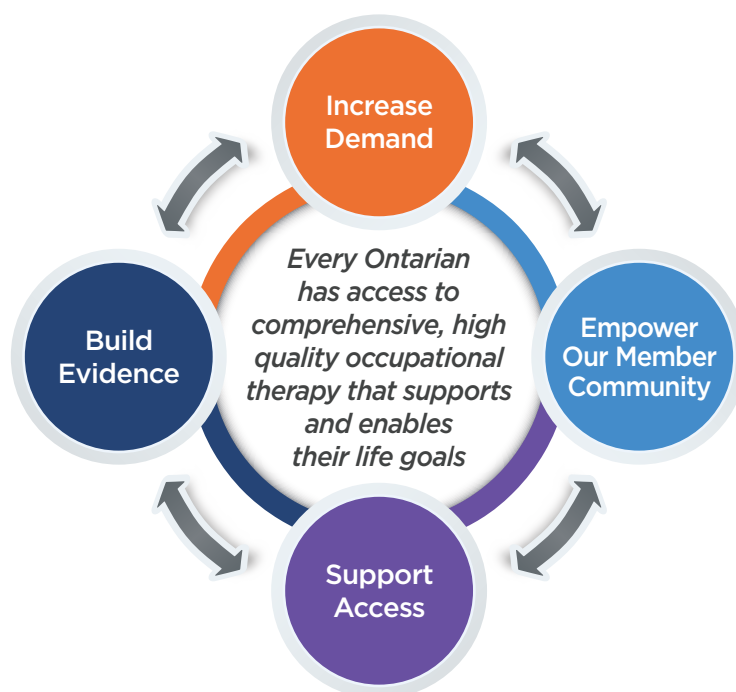 Increase
Demand
Every Ontarian
has access to
comprehensive, high
quality occupational
therapy that supports
and enables
their life goals
Build
Evidence
Empower
Our Member
Community
Support
Access